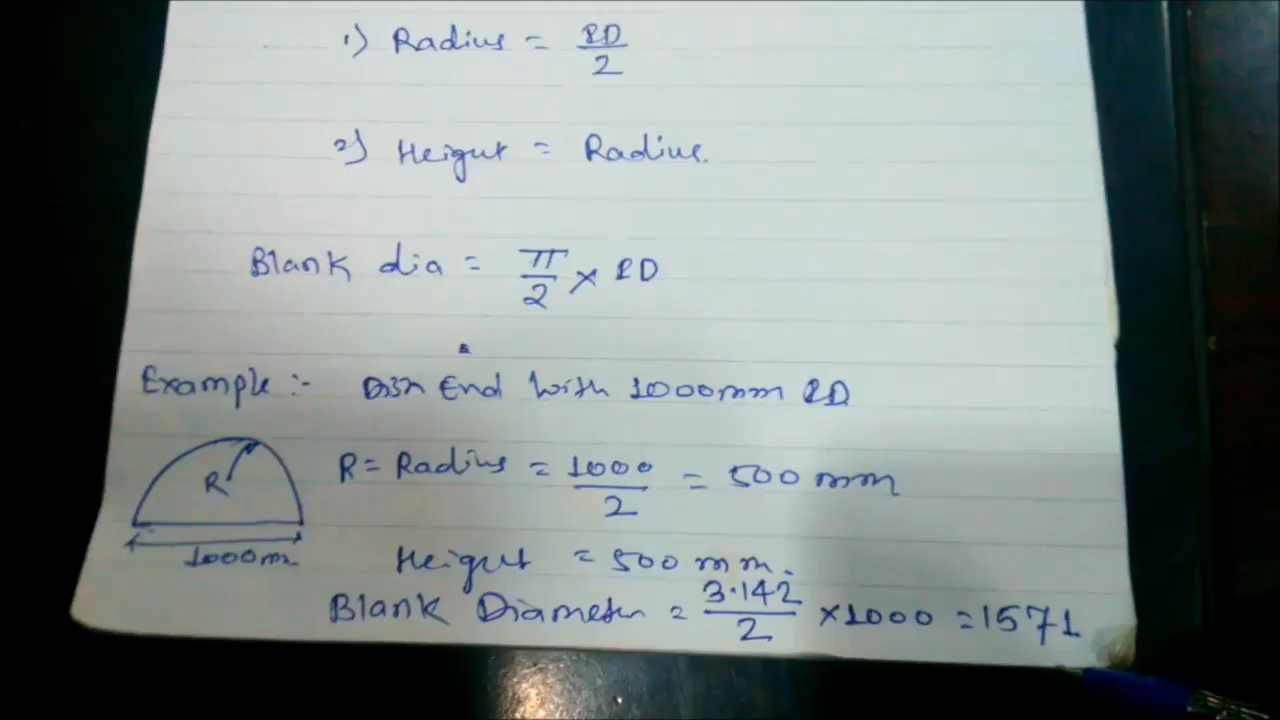 1) Radius = ID/2
2) Height = Radius.
Blank dia = π/2 × ID
Example :- Dish End With 1000mm ID
R
1000m
R = Radius = 1000/2 = 500 mm
Height = 500 mm.
Blank Diameter = 3.142/2 × 1000 = 1571